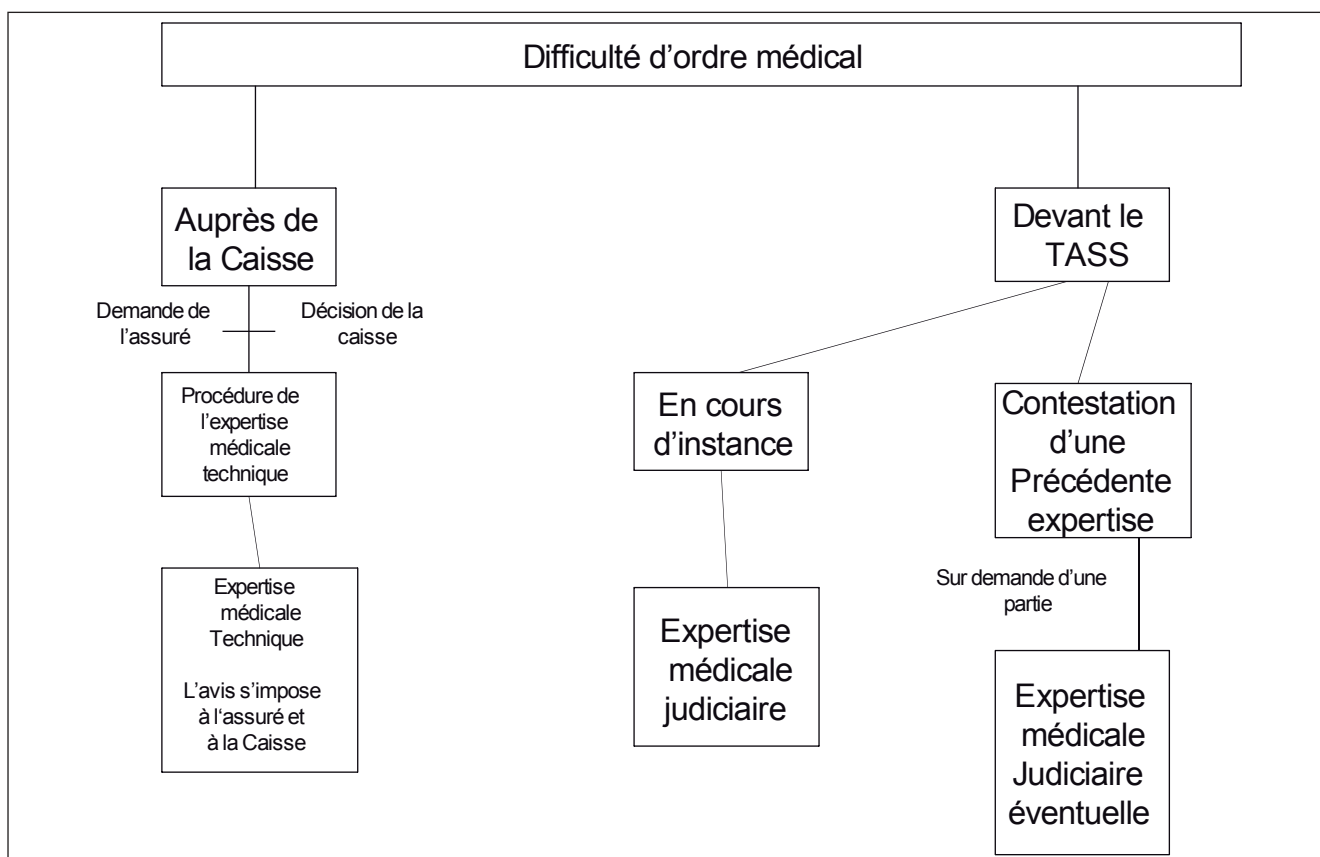 Difficulté d'ordre médical
Auprès de
la Caisse
Demande de
l'assuré
Décision de la
caisse
Procédure de
l'expertise
médicale
technique
Expertise
médicale
Technique
L'avis s'impose
à l'assuré et
à la Caisse
Devant le
TASS
En cours
d'instance
Expertise
médicale
judiciaire
Contestation
d'une
Précédente
expertise
Sur demande d'une
partie
Expertise
médicale
Judiciaire
éventuelle